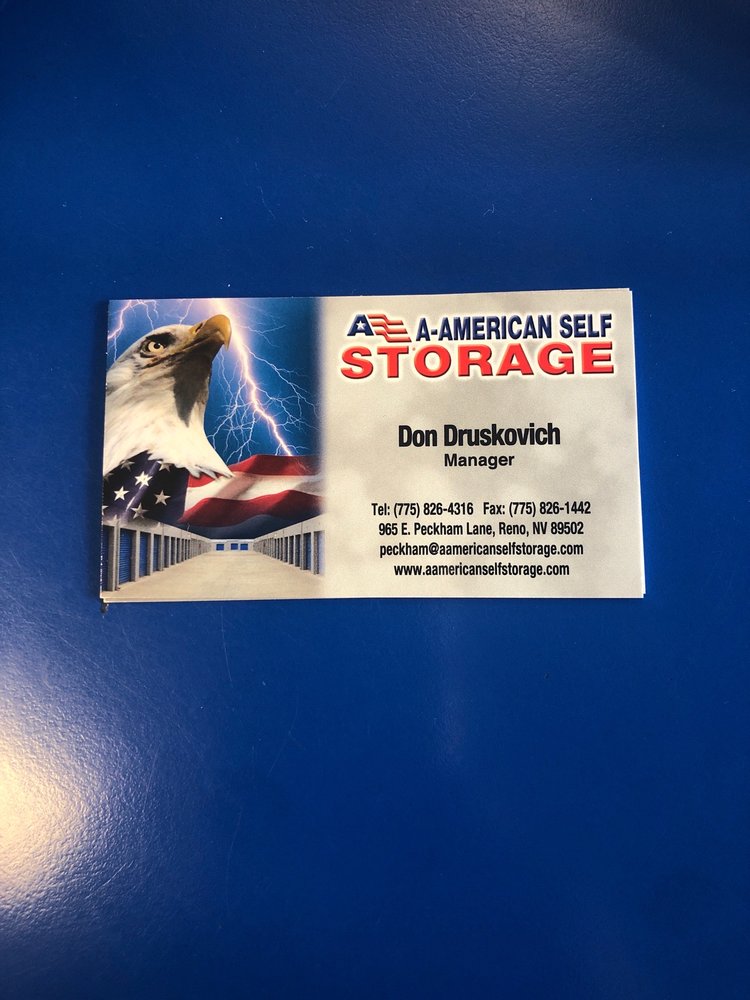 A A-AMERICAN SELF
STORAGE
Don Druskovich
Manager
Tel: (775) 826-4316 Fax: (775) 826-1442
965 E. Peckham Lane, Reno, NV 89502
peckham@aamericanselfstorage.com
www.aamericanselfstorage.com